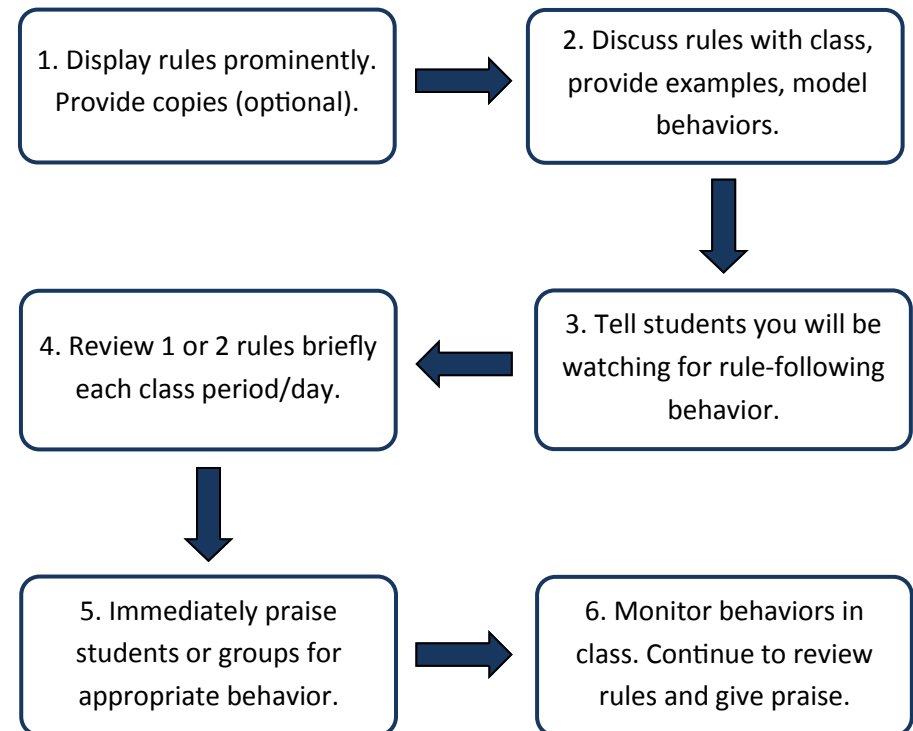 1. Display rules prominently.
Provide copies (optional).
2. Discuss rules with class,
provide examples, model
behaviors.
3. Tell students you will be
watching for rule-following
behavior.
4. Review 1 or 2 rules briefly
each class period/day.
5. Immediately praise
students or groups for
appropriate behavior.
6. Monitor behaviors in
class. Continue to review
rules and give praise.